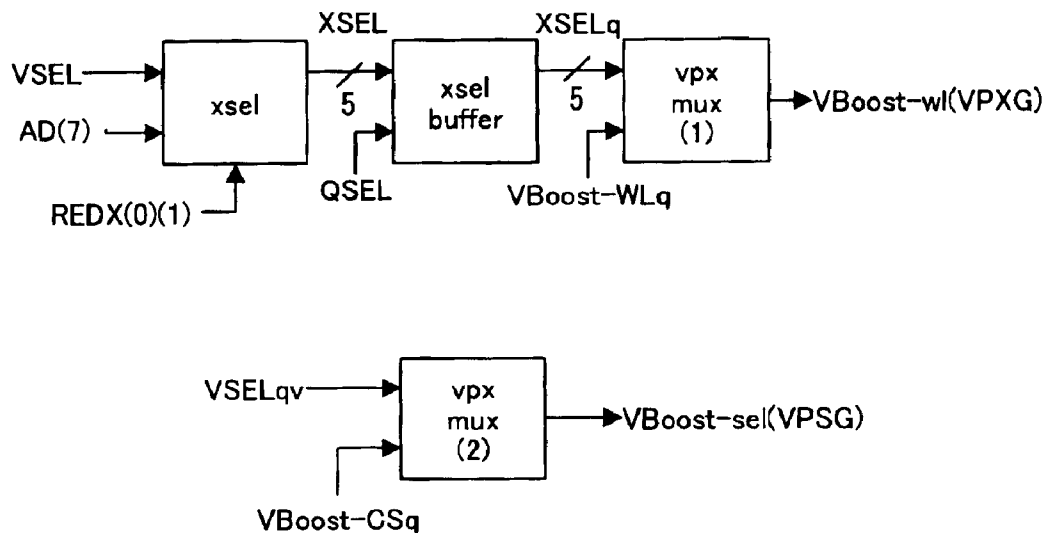 XSEL
XSELq
VSEL
xsel
5
xsel
buffer
5
vpx
mux
(1)
VBoost-wl(VPXG)
AD(7)
QSEL
VBoost-WLq
REDX(0)(1)
VSELqv
vpx
mux
(2)
VBoost-sel(VPSG)
VBoost-CSq